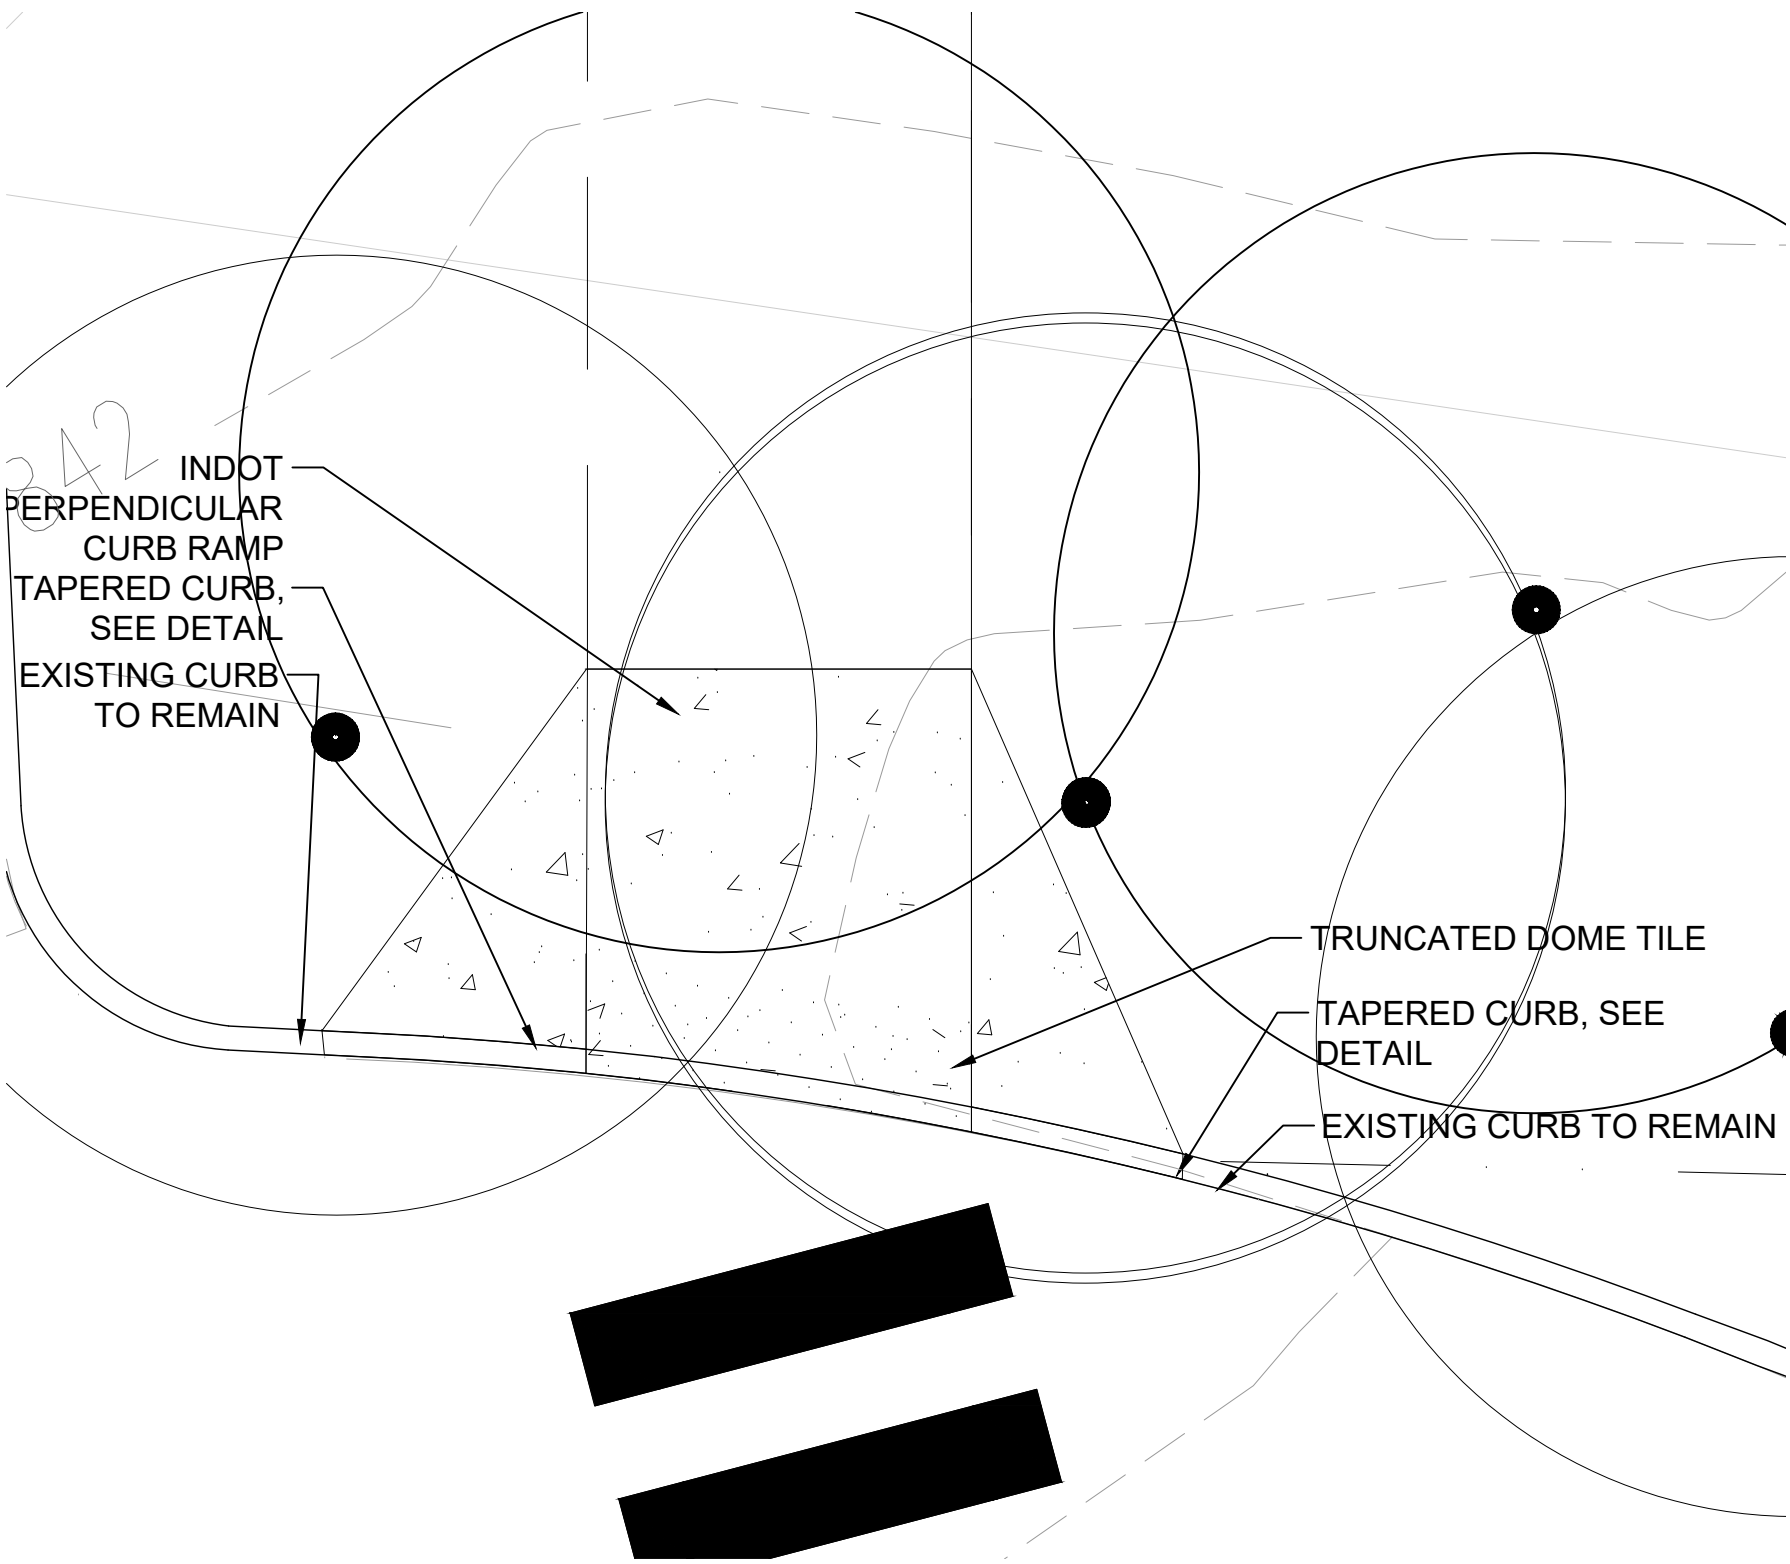 842
INDOT
PERPENDICULAR
CURB RAMP
TAPERED CURB,
SEE DETAIL
EXISTING CURB
TO REMAIN
TRUNCATED DOME TILE
TAPERED CURB, SEE
DETAIL
EXISTING CURB TO REMAIN